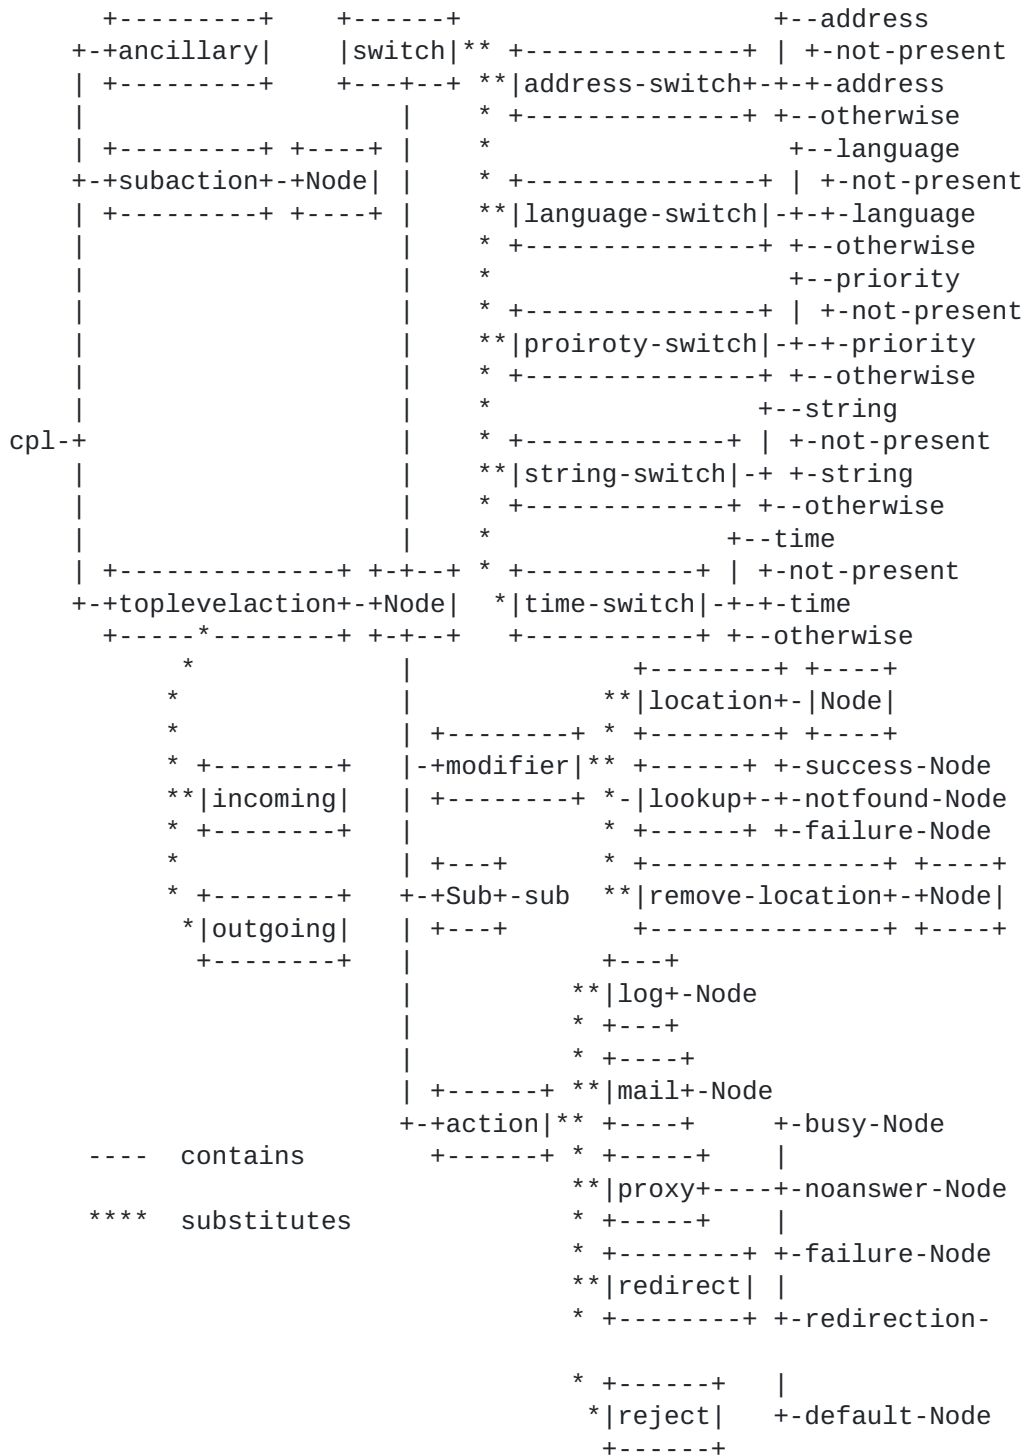 +---------+    +------+                    +--address
    +-+ancillary|    |switch|** +--------------+ | +-not-present
    | +---------+    +---+--+ **|address-switch+-+-+-address
    |                    |    * +--------------+ +--otherwise
    | +---------+ +----+ |    *                   +--language
    +-+subaction+-+Node| |    * +---------------+ | +-not-present
    | +---------+ +----+ |    **|language-switch|-+-+-language
    |                    |    * +---------------+ +--otherwise
    |                    |    *                   +--priority
    |                    |    * +---------------+ | +-not-present
    |                    |    **|proiroty-switch|-+-+-priority
    |                    |    * +---------------+ +--otherwise
    |                    |    *                 +--string
cpl-+                    |    * +-------------+ | +-not-present
    |                    |    **|string-switch|-+ +-string
    |                    |    * +-------------+ +--otherwise
    |                    |    *               +--time
    | +--------------+ +-+--+ * +-----------+ | +-not-present
    +-+toplevelaction+-+Node|  *|time-switch|-+-+-time
      +-----*--------+ +-+--+   +-----------+ +--otherwise
           *             |              +--------+ +----+
          *              |            **|location+-|Node|
          *              | +--------+ * +--------+ +----+
          * +--------+   |-+modifier|** +------+ +-success-Node
          **|incoming|   | +--------+ *-|lookup+-+-notfound-Node
          * +--------+   |            * +------+ +-failure-Node
          *              | +---+      * +---------------+ +----+
          * +--------+   +-+Sub+-sub  **|remove-location+-+Node|
           *|outgoing|   | +---+        +---------------+ +----+
            +--------+   |            +---+
                         |          **|log+-Node
                         |          * +---+
                         |          * +----+
                         | +------+ **|mail+-Node
                         +-+action|** +----+     +-busy-Node
     ----  contains        +------+ * +-----+    |
                                    **|proxy+----+-noanswer-Node
     ****  substitutes              * +-----+    |
                                    * +--------+ +-failure-Node
                                    **|redirect| |
                                    * +--------+ +-redirection-
                                    * +------+   |
                                     *|reject|   +-default-Node
                                      +------+